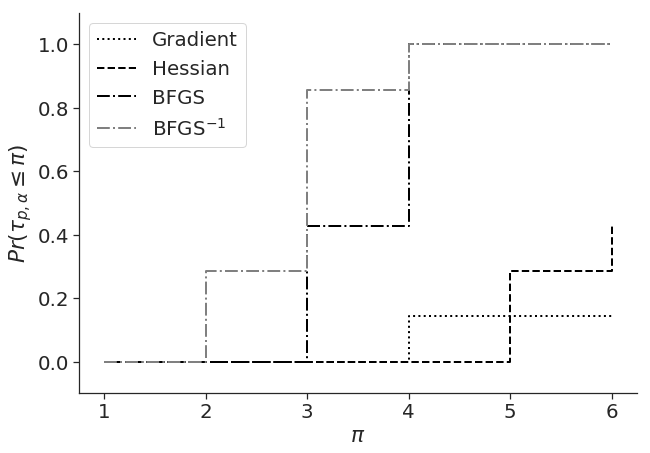 Gradient
Hessian
BFGS
BFGS⁻¹
Pr(τ_{p,α} ≤ π)
1.0
0.8
0.6
0.4
0.2
0.0
1 2 3 4 5 6
π